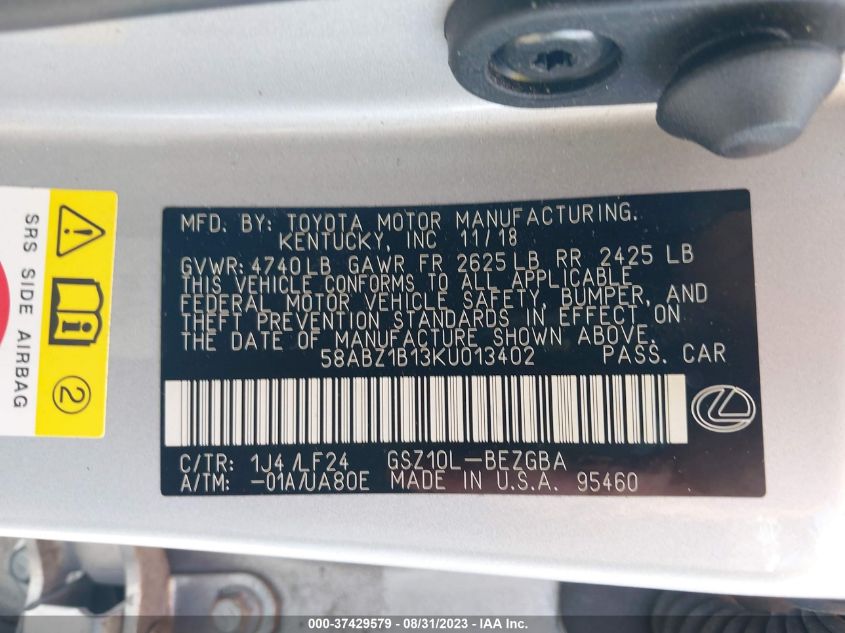 MFD. BY: TOYOTA MOTOR MANUFACTURING.
KENTUCKY, INC 11/18
GVWR: 4740 LB GAWR FR 2625 LB RR 2425 LB
THIS VEHICLE CONFORMS TO ALL APPLICABLE
FEDERAL MOTOR VEHICLE SAFETY, BUMPER, AND
THEFT PREVENTION STANDARDS IN EFFECT ON
THE DATE OF MANUFACTURE SHOWN ABOVE.
58ABZ1B13KU013402 PASS. CAR
C/TR: 1J4 /LF24 GSZ10L-BEZGBA
A/TM: -01A/UA80E MADE IN U.S.A. 95460
SRS SIDE AIRBAG
2
000-37429579 - 08/31/2023 - IAA Inc.